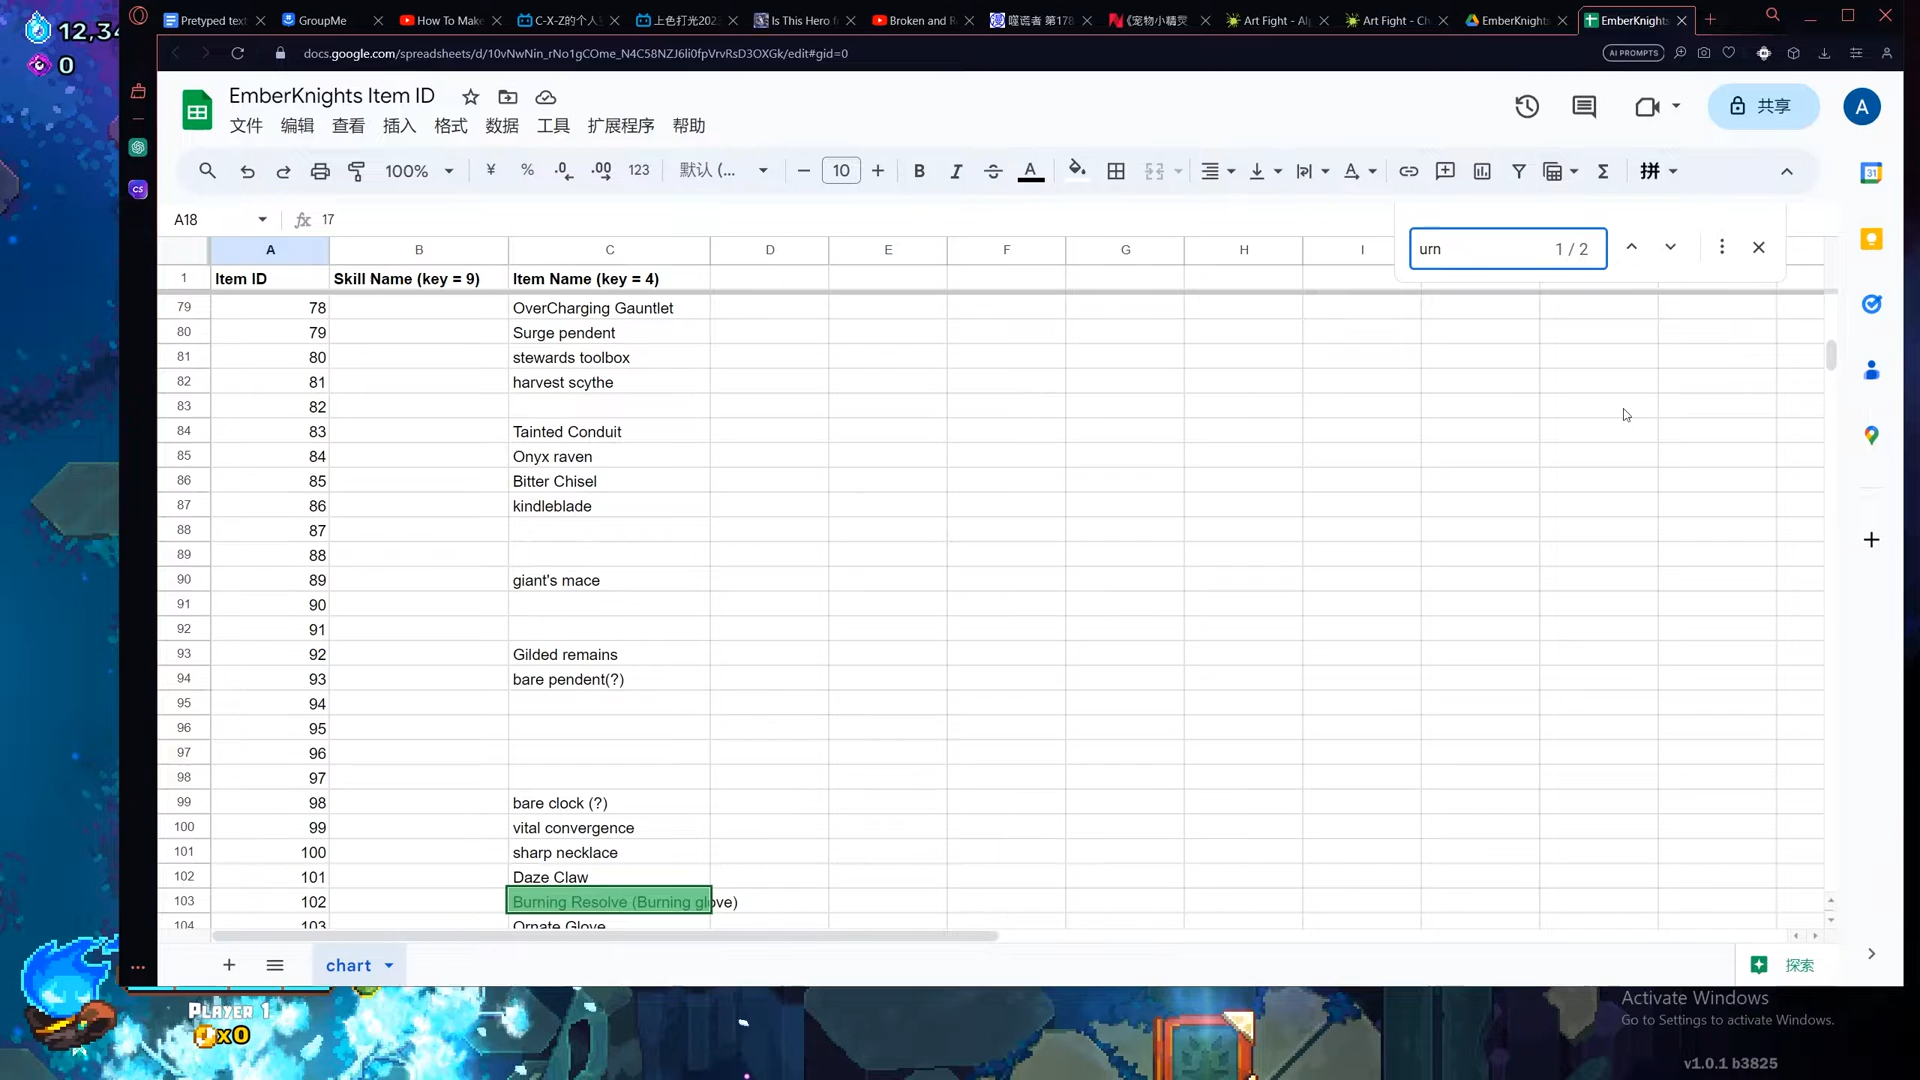 12,34
0
Pretyped text
GroupMe
How To Make
C-X-Z的个人
上色打光202
Is This Hero f
Broken and R
噬谎者 第178
《宠物小精灵
Art Fight - Al
Art Fight - Ch
EmberKnights
EmberKnights
docs.google.com/spreadsheets/d/10vNwNin_rNo1gCOme_N4C58NZJ6li0fpVrvRsD3OXGk/edit#gid=0
AI PROMPTS
EmberKnights Item ID
文件 编辑 查看 插入 格式 数据 工具 扩展程序 帮助
共享
A
100%
¥ % .0 .00 123
默认 (...
10
B I A
拼
31
CS
A18
fx 17
urn 1 / 2
A B C D E F G H I
1 Item ID Skill Name (key = 9) Item Name (key = 4)
79 78 OverCharging Gauntlet
80 79 Surge pendent
81 80 stewards toolbox
82 81 harvest scythe
83 82
84 83 Tainted Conduit
85 84 Onyx raven
86 85 Bitter Chisel
87 86 kindleblade
88 87
89 88
90 89 giant's mace
91 90
92 91
93 92 Gilded remains
94 93 bare pendent(?)
95 94
96 95
97 96
98 97
99 98 bare clock (?)
100 99 vital convergence
101 100 sharp necklace
102 101 Daze Claw
103 102 Burning Resolve (Burning glove)
104 103 Ornate Glove
chart
探索
Player 1
x0
Activate Windows
Go to Settings to activate Windows.
v1.0.1 b3825